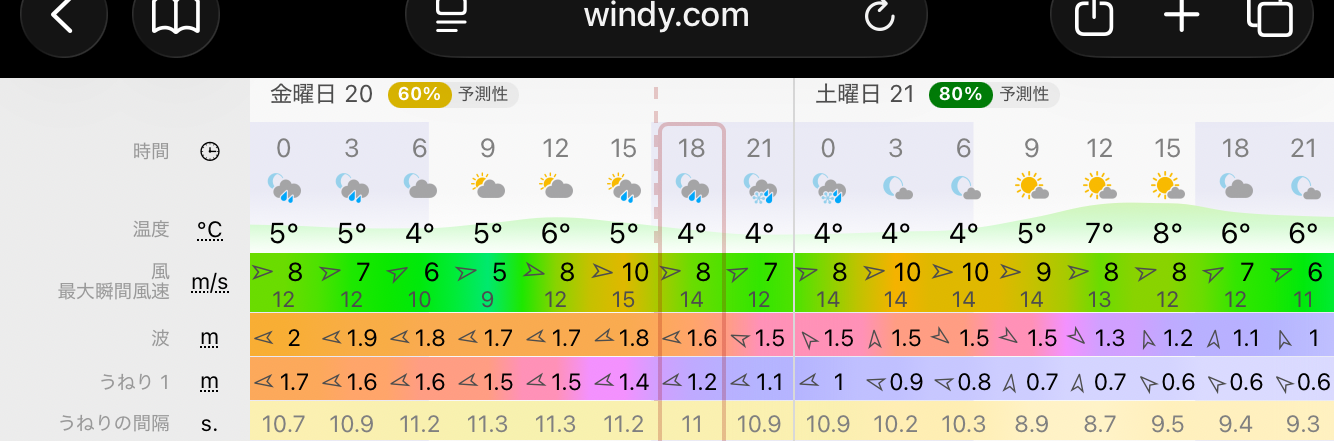 windy.com
金曜日 20 60% 予測性 土曜日 21 80% 予測性
時間 0 3 6 9 12 15 18 21 0 3 6 9 12 15 18 21
温度 °C 5° 5° 4° 5° 6° 5° 4° 4° 4° 4° 4° 5° 7° 8° 6° 6°
風 m/s 8 7 6 5 8 10 8 7 8 10 10 9 8 8 7 6
最大瞬間風速 12 12 10 9 12 15 14 12 14 14 14 14 13 12 12 11
波 m 2 1.9 1.8 1.7 1.7 1.8 1.6 1.5 1.5 1.5 1.5 1.5 1.3 1.2 1.1 1
うねり 1 m 1.7 1.6 1.6 1.5 1.5 1.4 1.2 1.1 1 0.9 0.8 0.7 0.7 0.6 0.6 0.6
うねりの間隔 s. 10.7 10.9 11.2 11.3 11.3 11.2 11 10.9 10.9 10.2 10.3 8.9 8.7 9.5 9.4 9.3